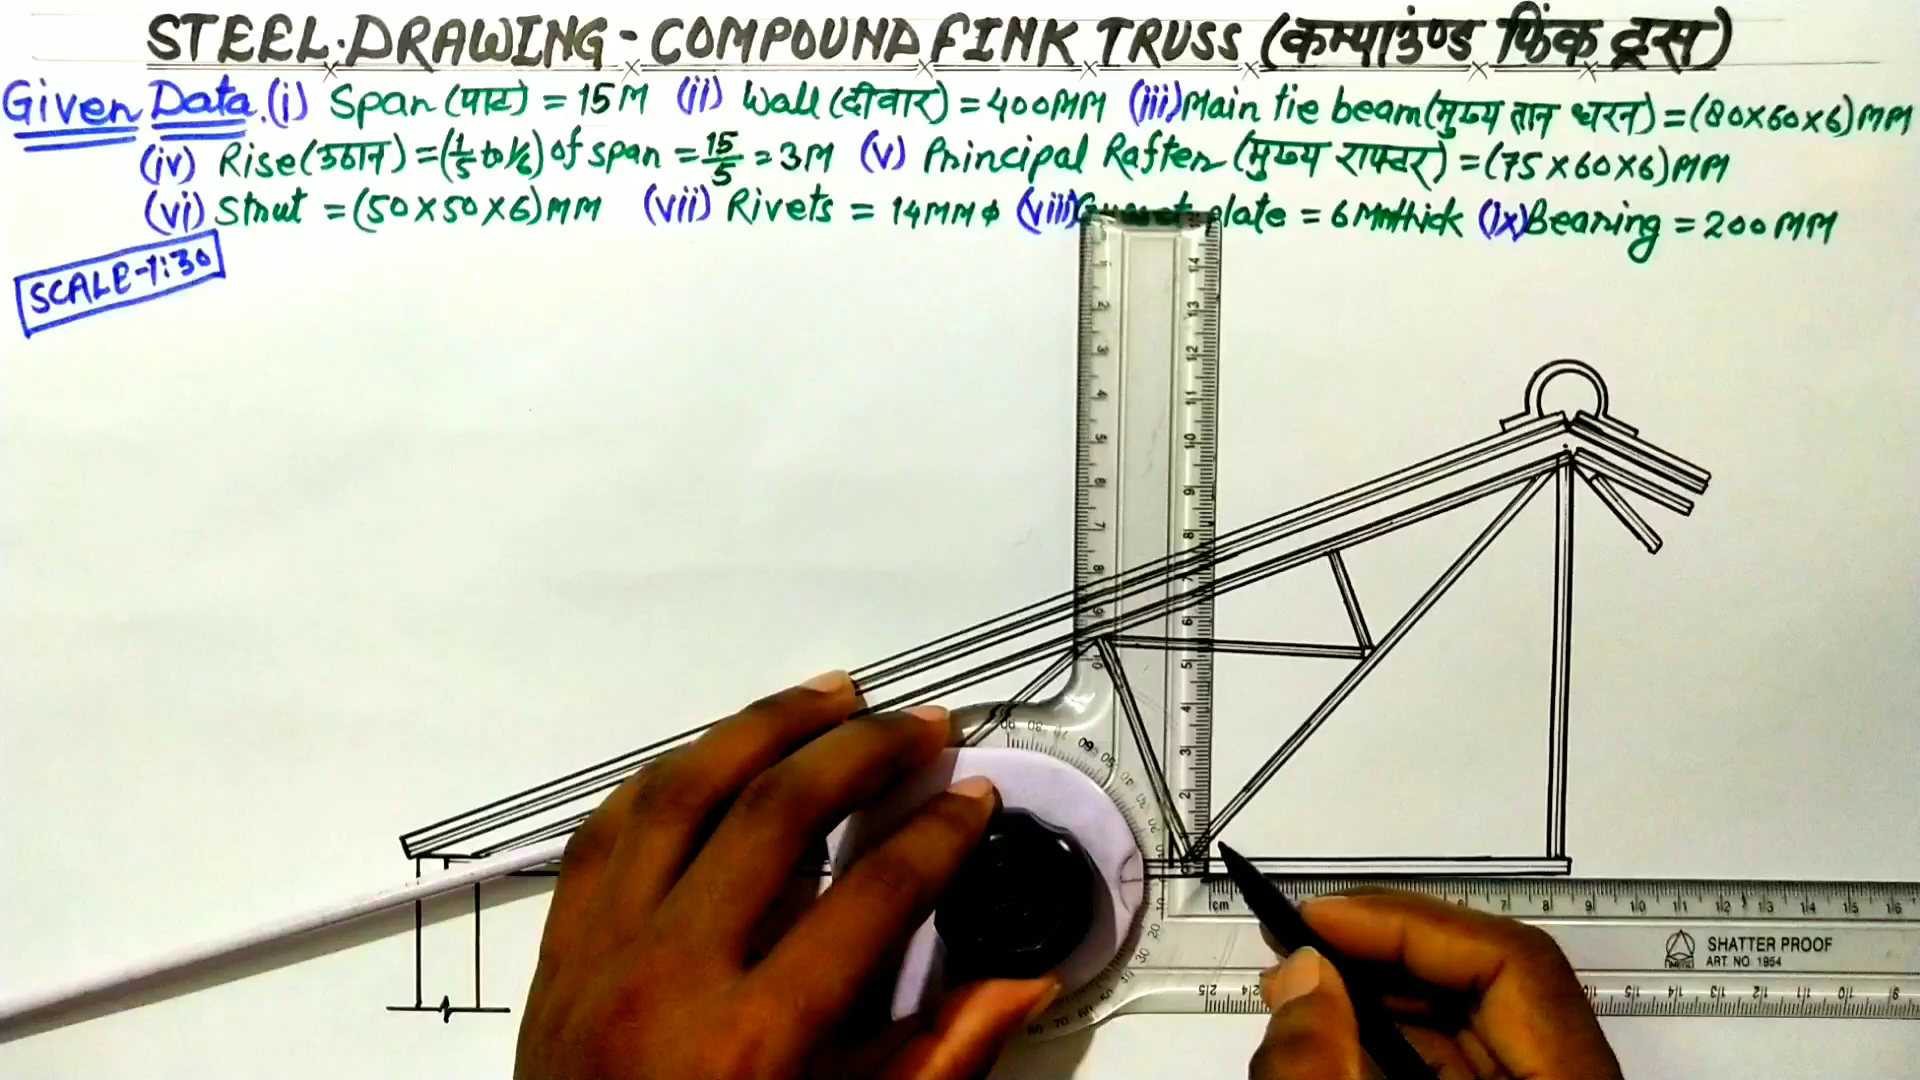 STEEL DRAWING - COMPOUND FINK TRUSS (कम्पाउंण्ड फिंक ट्रस)
Given Data. (i) Span (पाट) = 15M (ii) Wall (दीवार) = 400MM (iii) Main tie beam (मुख्य तान धरन) = (80x60x6) MM
(iv) Rise (उठान) = (1/5 to 1/6) of span = 15/5 = 3M (v) Principal Rafter (मुख्य राफ्टर) = (75x60x6) MM
(vi) Strut = (50x50x6) MM (vii) Rivets = 14MM φ (viii) plate = 6MM thick (ix) Bearing = 200MM
SCALE-1:30
SHATTER PROOF
ART. NO. 1954